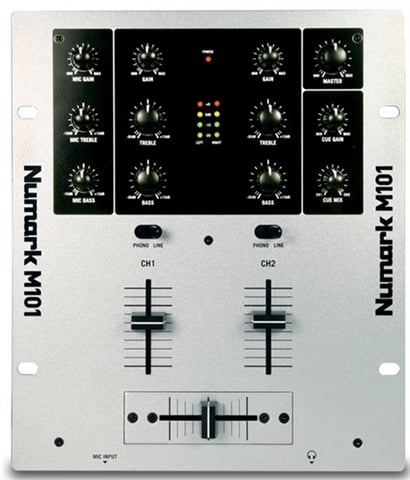 POWER
MIC GAIN
GAIN
GAIN
MASTER
MIC TREBLE
TREBLE
LEFT RIGHT
TREBLE
CUE GAIN
MIC BASS
BASS
BASS
CUE MIX
PHONO LINE
PHONO LINE
CH1
CH2
Numark M101
Numark M101
MIC INPUT